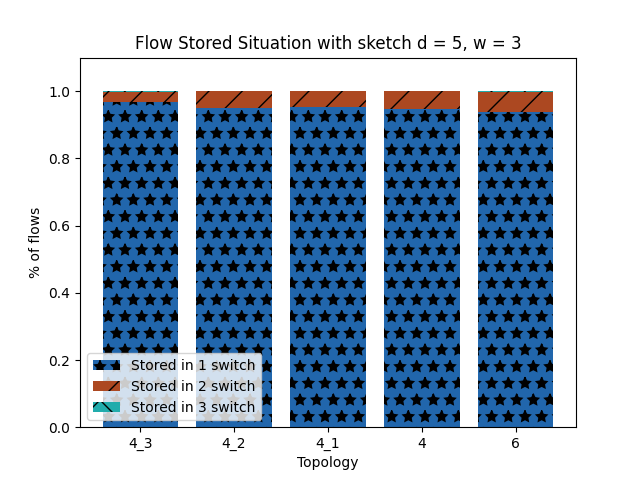 Flow Stored Situation with sketch d = 5, w = 3
% of flows
1.0
0.8
0.6
0.4
0.2
0.0
Stored in 1 switch
Stored in 2 switch
Stored in 3 switch
4_3 4_2 4_1 4 6
Topology